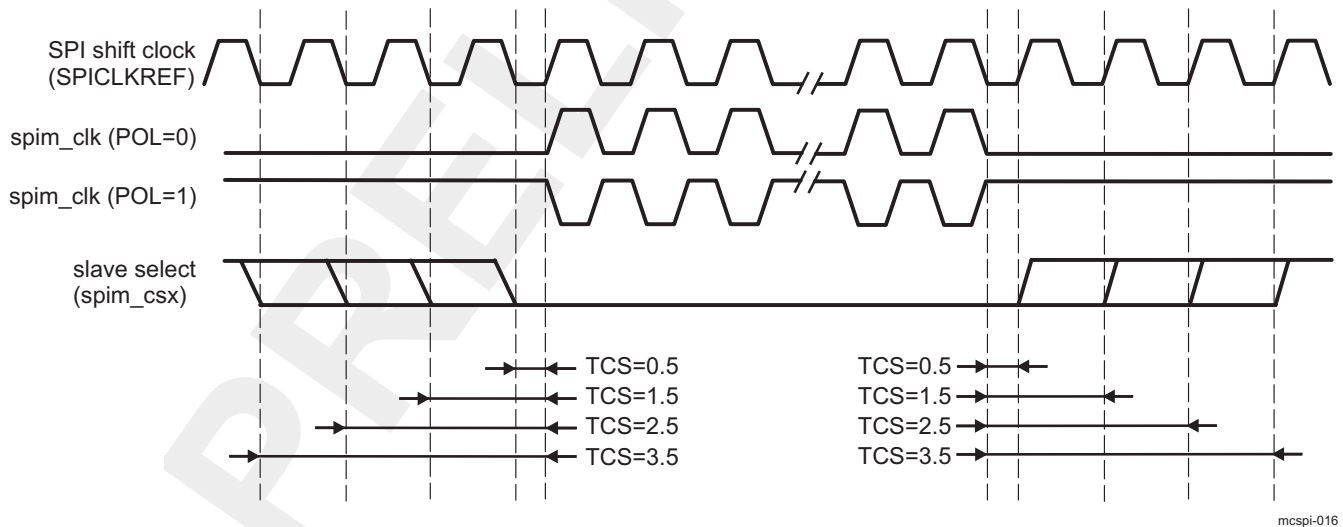 SPI shift clock
(SPICLKREF)
spim_clk (POL=0)
spim_clk (POL=1)
slave select
(spim_csx)
TCS=0.5 TCS=0.5
TCS=1.5 TCS=1.5
TCS=2.5 TCS=2.5
TCS=3.5 TCS=3.5
mcspi-016
PREL